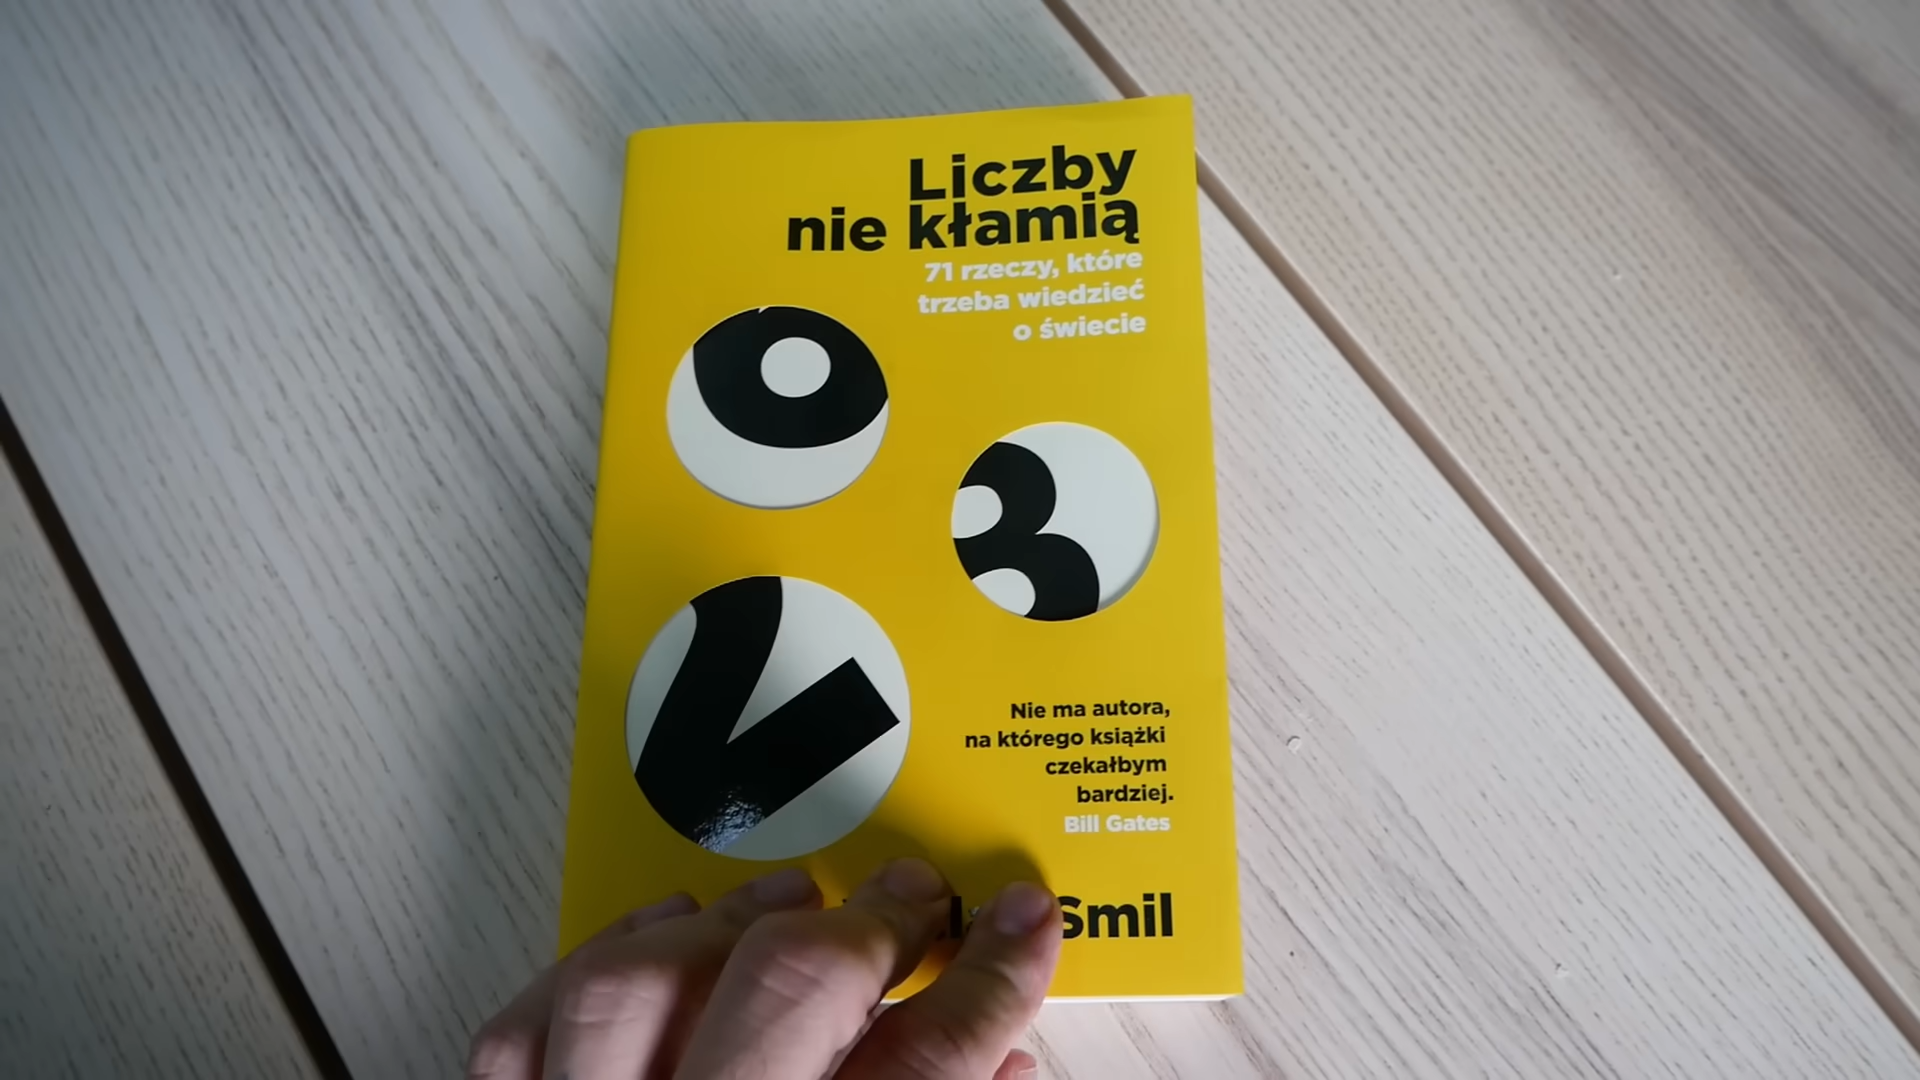 Liczby
nie kłamią
71 rzeczy, które
trzeba wiedzieć
o świecie
3
Nie ma autora,
na którego książki
czekałbym
bardziej.
Bill Gates
Smil